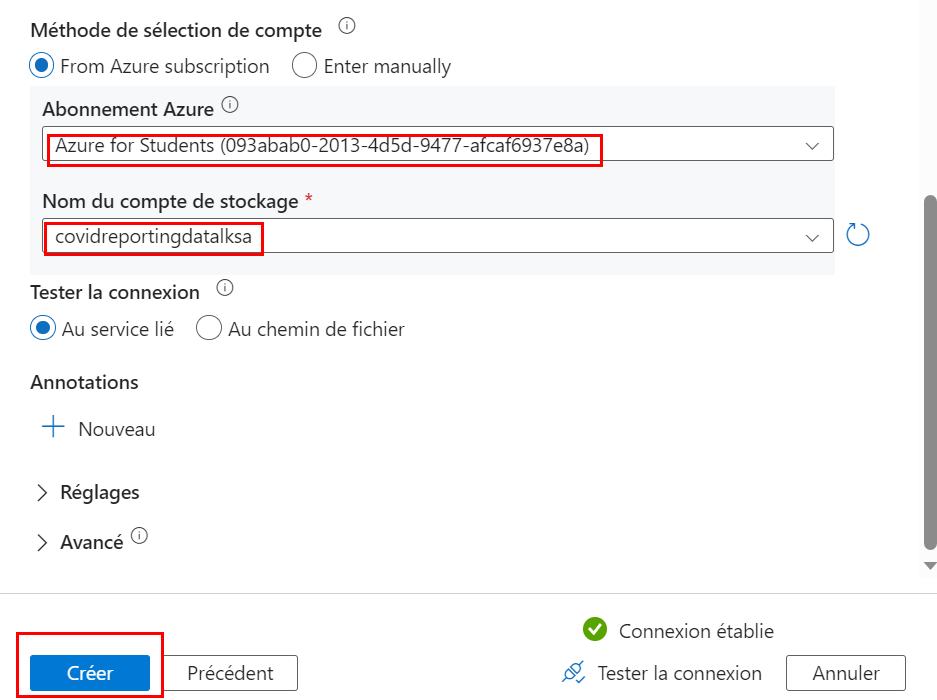 Méthode de sélection de compte
From Azure subscription Enter manually
Abonnement Azure
Azure for Students (093abab0-2013-4d5d-9477-afcaf6937e8a)
Nom du compte de stockage *
covidreportingdatalksa
Tester la connexion
Au service lié Au chemin de fichier
Annotations
Nouveau
Réglages
Avancé
Connexion établie
Créer Précédent Tester la connexion Annuler